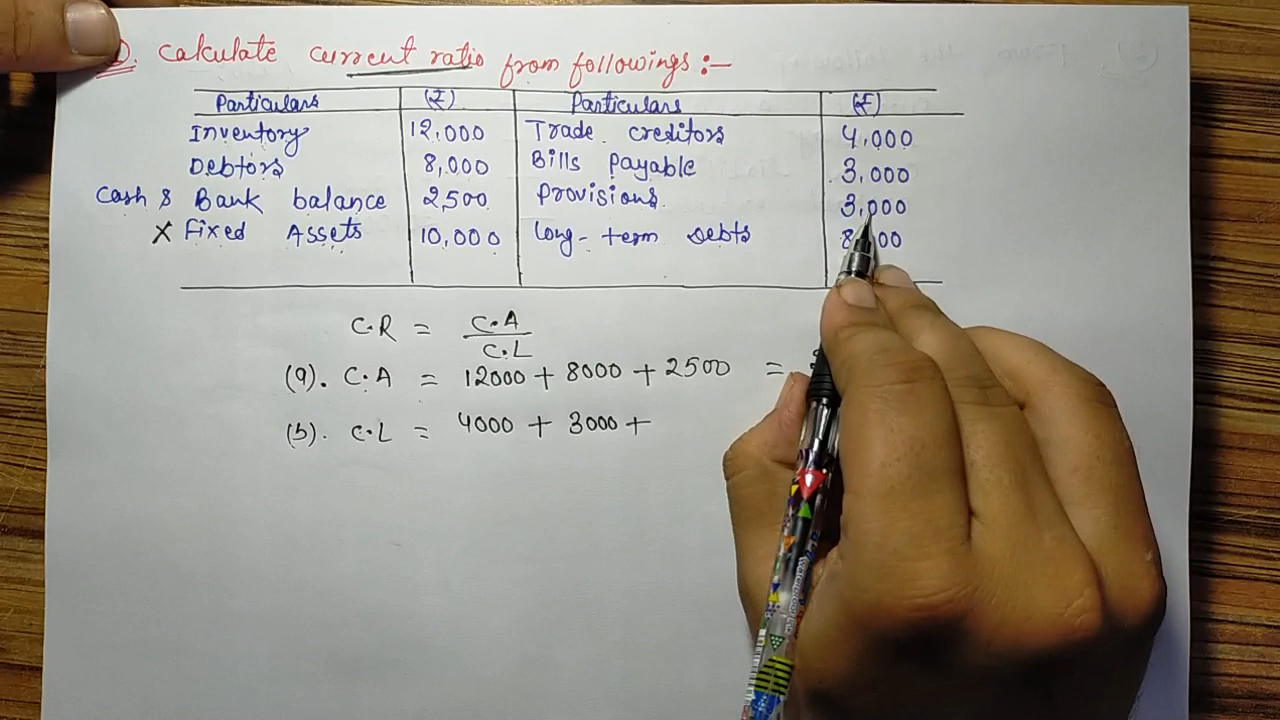 Q. Calculate current ratio from followings :-
Particulars (₹) Particulars (₹)
Inventory 12,000 Trade creditors 4,000
Debtors 8,000 Bills Payable 3,000
Cash & Bank balance 2,500 Provisions. 3,000
X Fixed Assets 10,000 Long-term Debts
C.R = C.A / C.L
(a). C.A = 12000 + 8000 + 2500 =
(b). C.L = 4000 + 3000 +